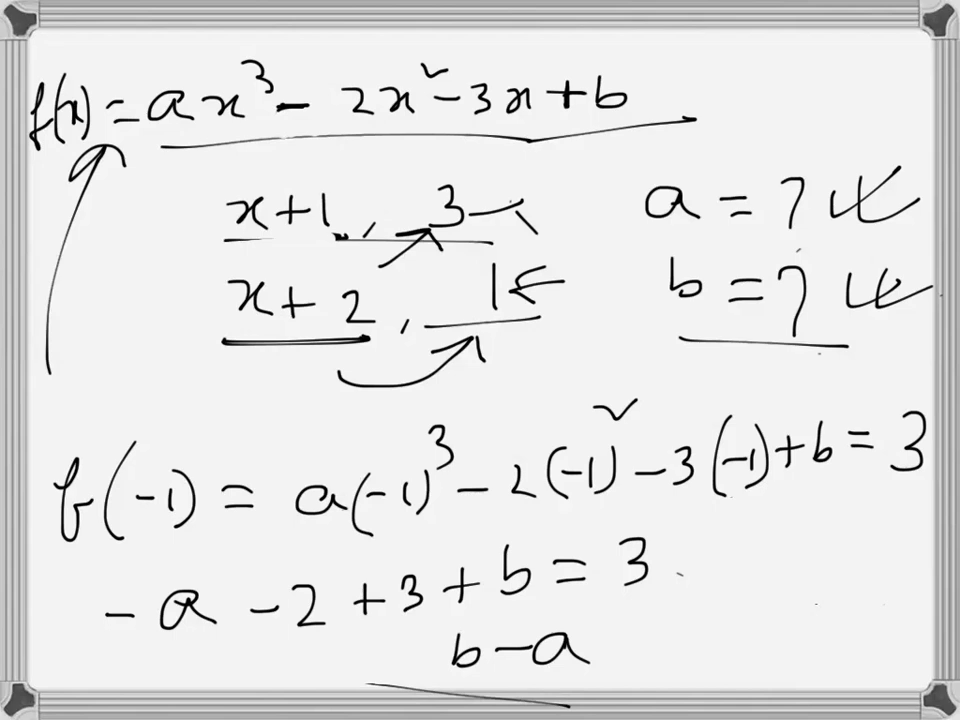 f(x) = ax³ - 2x² - 3x + b
x+1, 3
a = ?
x+2, 1
b = ?
f(-1) = a(-1)³ - 2(-1)² - 3(-1) + b = 3
-a - 2 + 3 + b = 3
b - a